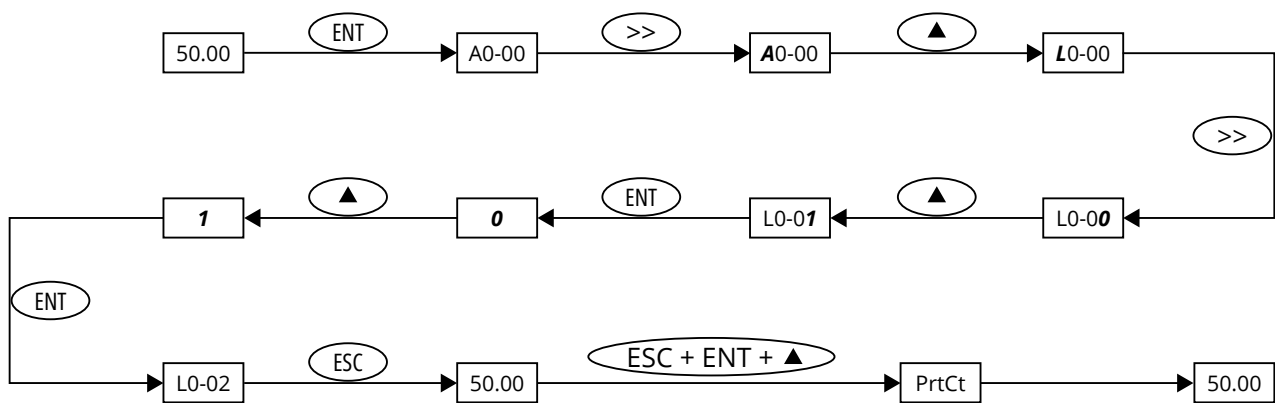 50.00 ENT A0-00 >> A0-00 ▲ L0-00
>>
L0-00 ▲ L0-01 ENT 0 ▲ 1
ENT
L0-02 ESC 50.00 ESC + ENT + ▲ PrtCt 50.00